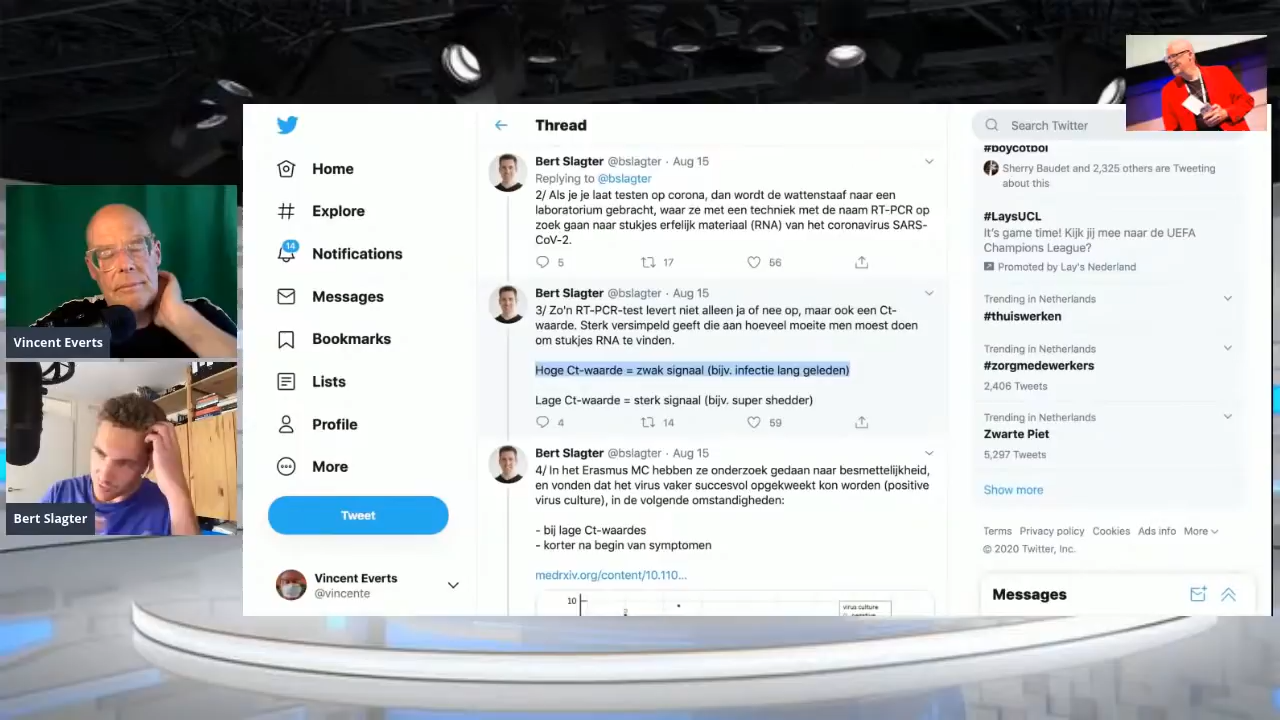 Vincent Everts
Bert Slagter
Home
Explore
14
Notifications
Messages
Bookmarks
Lists
Profile
More
Tweet
Vincent Everts
@vincente
Thread
Bert Slagter @bslagter · Aug 15
Replying to @bslagter
2/ Als je je laat testen op corona, dan wordt de wattenstaaf naar een
laboratorium gebracht, waar ze met een techniek met de naam RT-PCR op
zoek gaan naar stukjes erfelijk materiaal (RNA) van het coronavirus SARS-
CoV-2.
5 17 56
Bert Slagter @bslagter · Aug 15
3/ Zo'n RT-PCR-test levert niet alleen ja of nee op, maar ook een Ct-
waarde. Sterk versimpeld geeft die aan hoeveel moeite men moest doen
om stukjes RNA te vinden.
Hoge Ct-waarde = zwak signaal (bijv. infectie lang geleden)
Lage Ct-waarde = sterk signaal (bijv. super shedder)
4 14 59
Bert Slagter @bslagter · Aug 15
4/ In het Erasmus MC hebben ze onderzoek gedaan naar besmettelijkheid,
en vonden dat het virus vaker succesvol opgekweekt kon worden (positive
virus culture), in de volgende omstandigheden:
- bij lage Ct-waardes
- korter na begin van symptomen
medrxiv.org/content/10.110...
10
virus culture
Search Twitter
#boycotbol
Sherry Baudet and 2,325 others are Tweeting
about this
#LaysUCL
It's game time! Kijk jij mee naar de UEFA
Champions League?
Promoted by Lay's Nederland
Trending in Netherlands
#thuiswerken
Trending in Netherlands
#zorgmedewerkers
2,406 Tweets
Trending in Netherlands
Zwarte Piet
5,297 Tweets
Show more
Terms Privacy policy Cookies Ads info More
© 2020 Twitter, Inc.
Messages